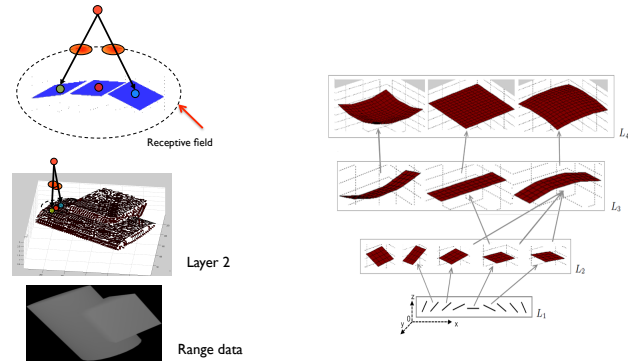 Receptive field
Layer 2
Range data
L4
L3
L2
L1
z
0
y
x